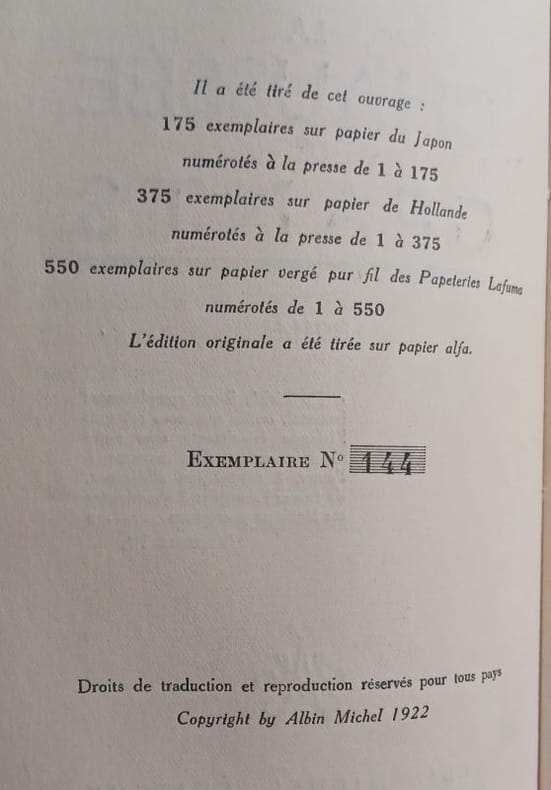 Il a été tiré de cet ouvrage :
175 exemplaires sur papier du Japon
numérotés à la presse de 1 à 175
375 exemplaires sur papier de Hollande
numérotés à la presse de 1 à 375
550 exemplaires sur papier vergé pur fil des Papeteries Lafuma
numérotés de 1 à 550
L'édition originale a été tirée sur papier alfa.
EXEMPLAIRE N° 144
Droits de traduction et reproduction réservés pour tous pays
Copyright by Albin Michel 1922